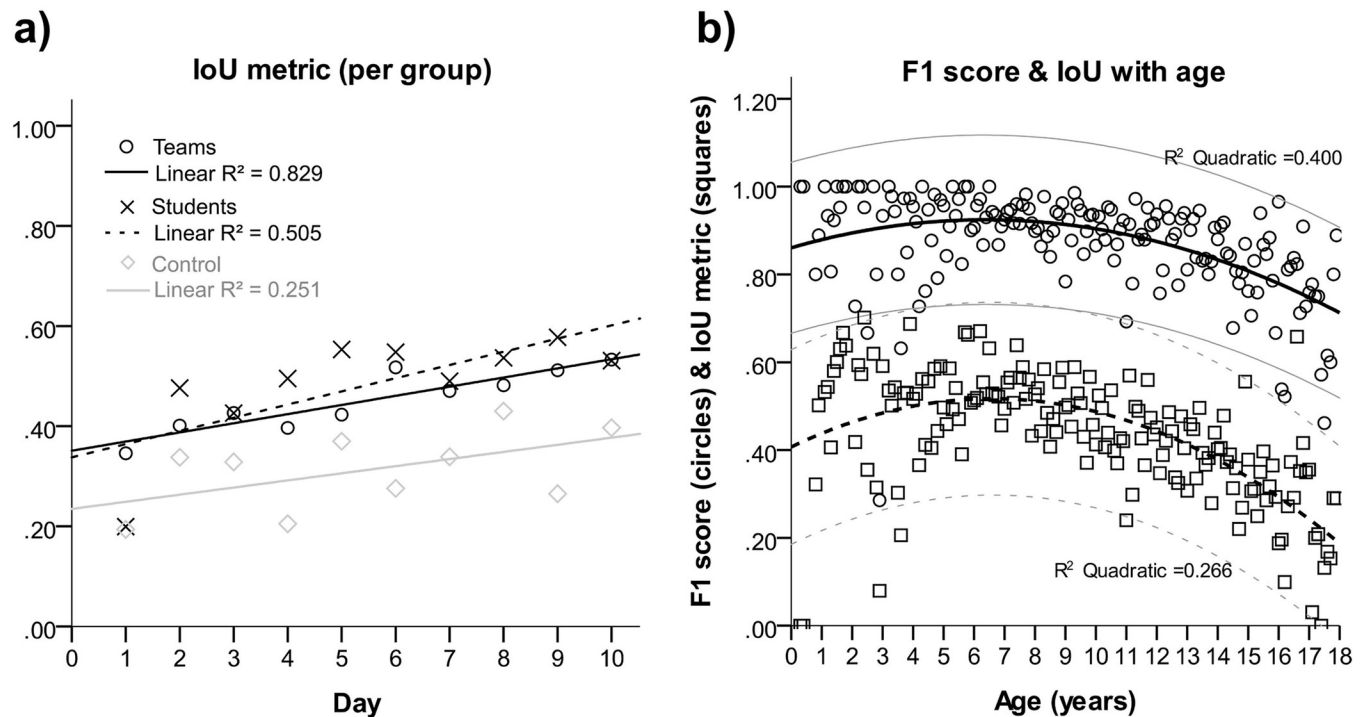 a)
IoU metric (per group)
1.00
.80
.60
.40
.20
.00
Teams
Linear R² = 0.829
Students
Linear R² = 0.505
Control
Linear R² = 0.251
0 1 2 3 4 5 6 7 8 9 10
Day
b)
F1 score & IoU with age
F1 score (circles) & IoU metric (squares)
1.20
1.00
.80
.60
.40
.20
.00
R² Quadratic =0.400
R² Quadratic =0.266
0 1 2 3 4 5 6 7 8 9 10 11 12 13 14 15 16 17 18
Age (years)